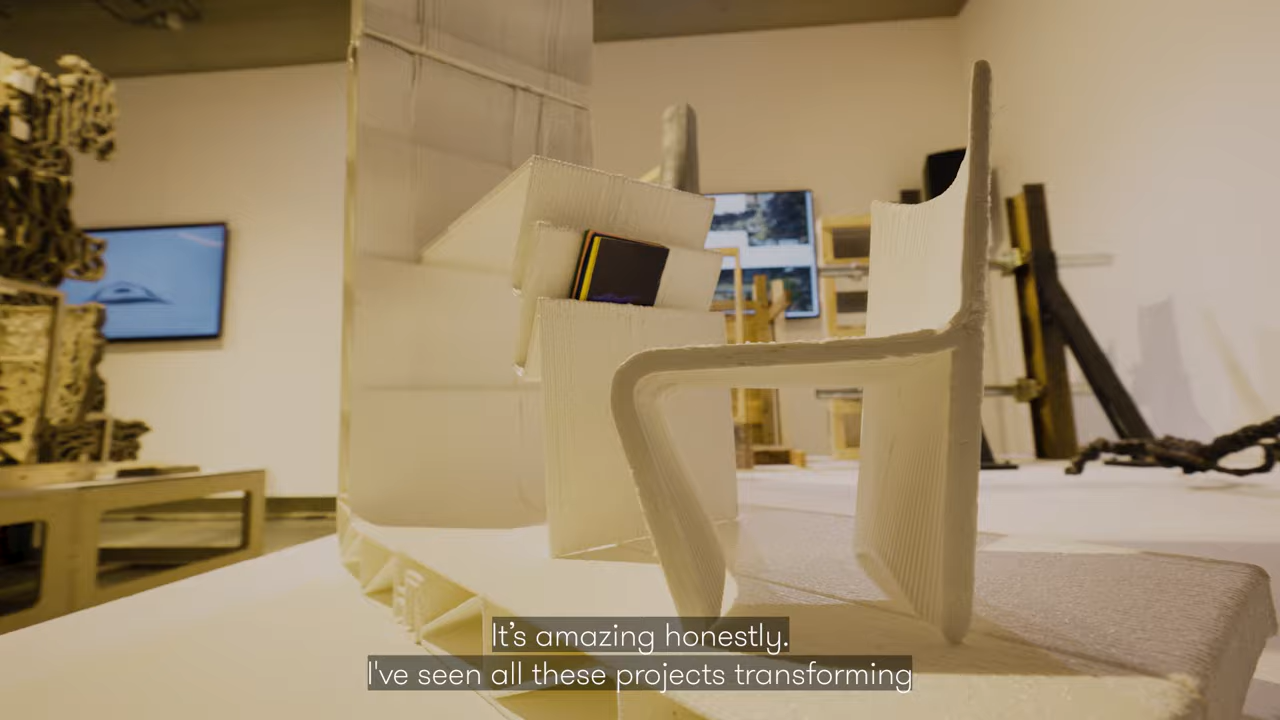 It’s amazing honestly.
I've seen all these projects transforming